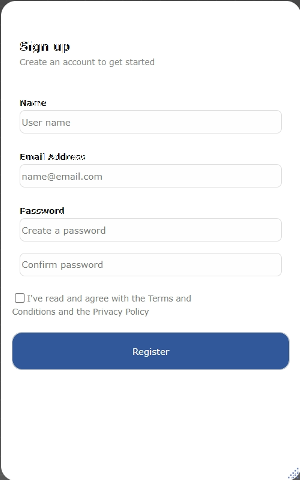 Sign up
Create an account to get started
Name
User name
Email Address
name@email.com
Password
Create a password
Confirm password
I've read and agree with the Terms and
Conditions and the Privacy Policy
Register